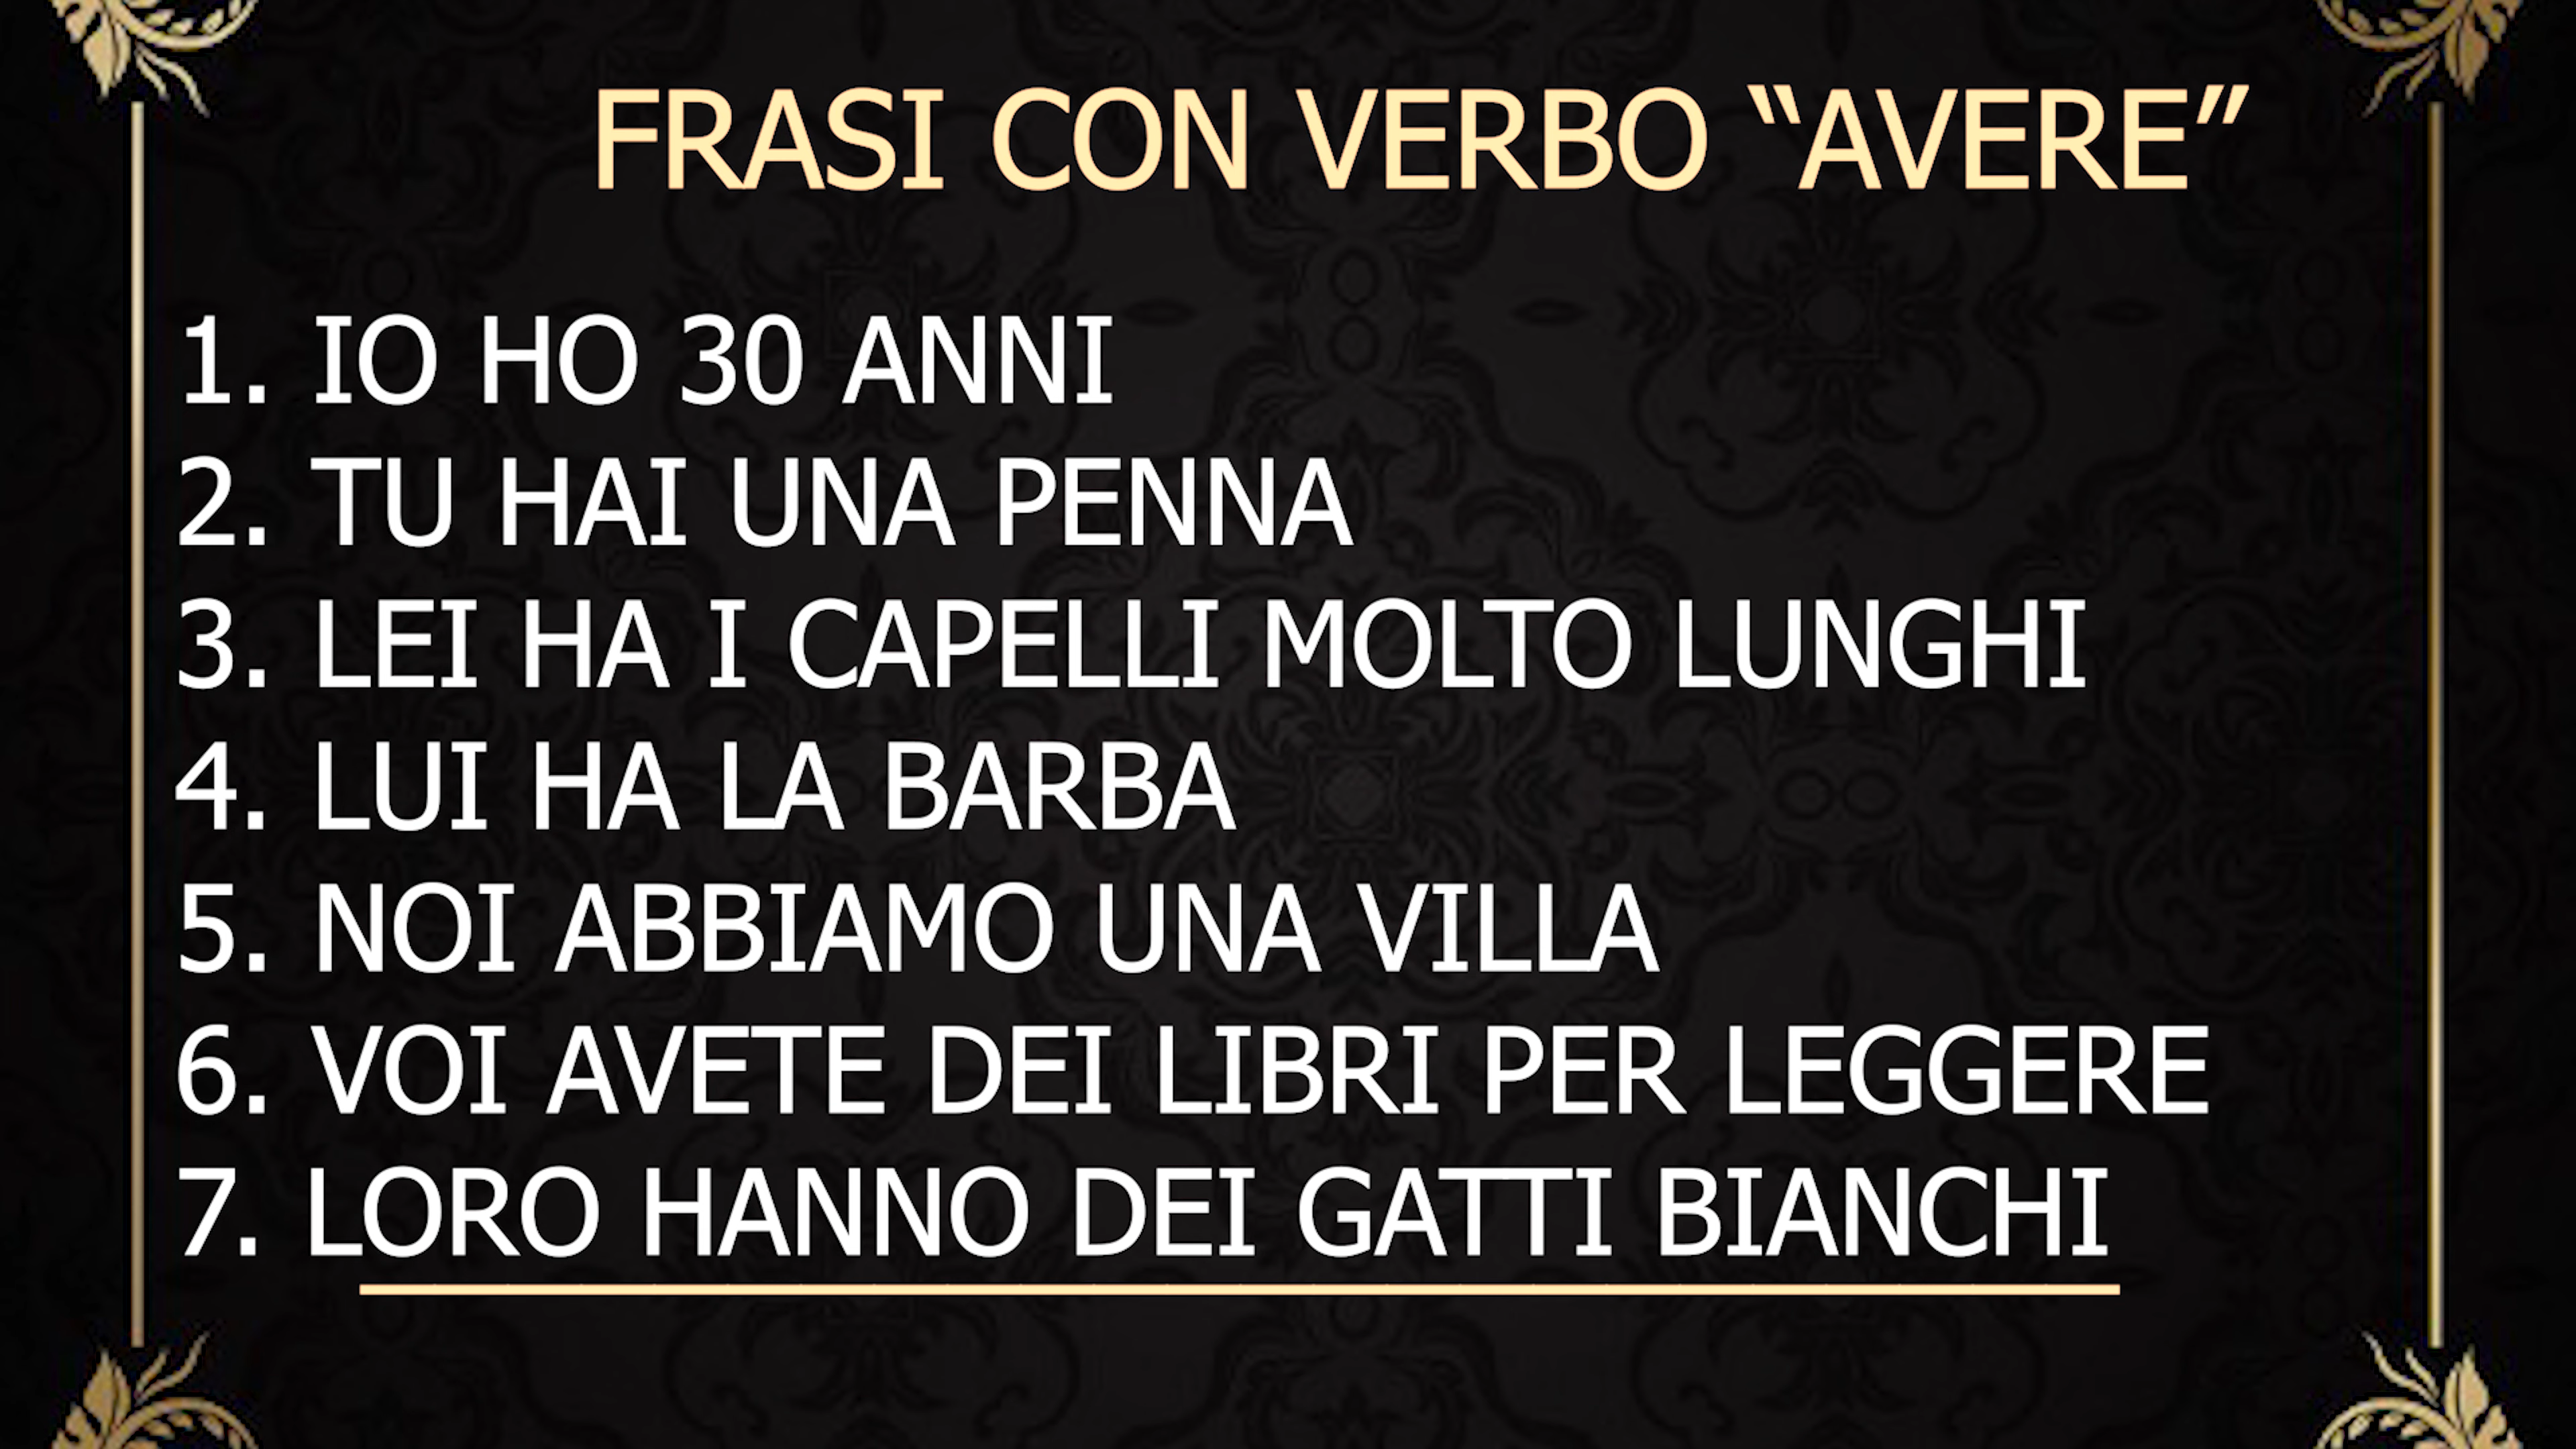 FRASI CON VERBO “AVERE”
1. IO HO 30 ANNI
2. TU HAI UNA PENNA
3. LEI HA I CAPELLI MOLTO LUNGHI
4. LUI HA LA BARBA
5. NOI ABBIAMO UNA VILLA
6. VOI AVETE DEI LIBRI PER LEGGERE
7. LORO HANNO DEI GATTI BIANCHI